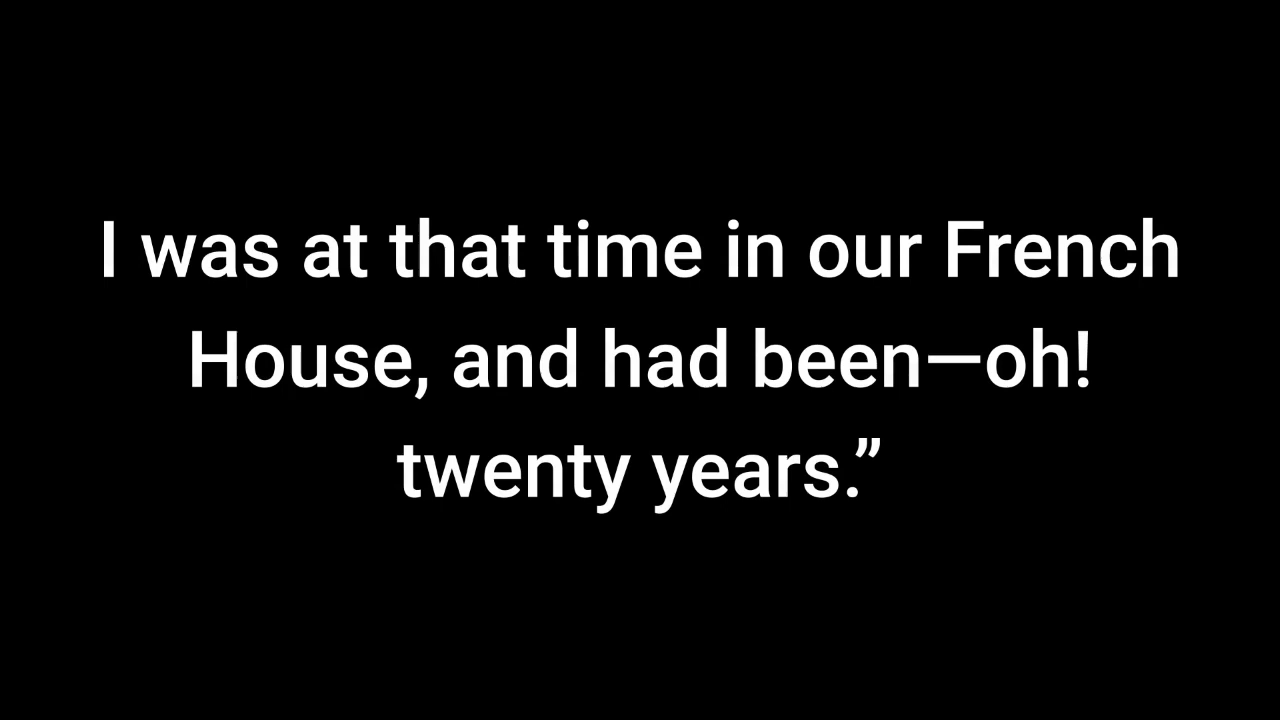 I was at that time in our French
House, and had been—oh!
twenty years.”